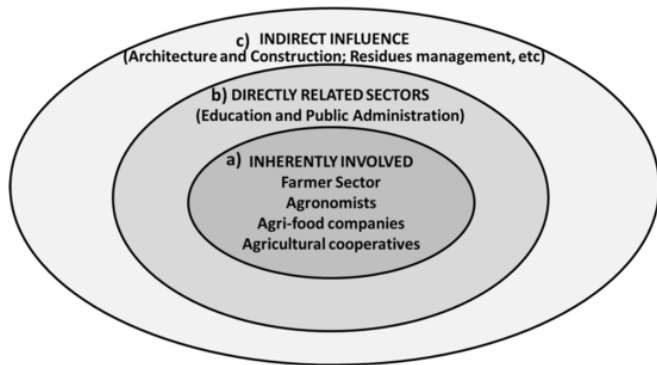 c) INDIRECT INFLUENCE
(Architecture and Construction; Residues management, etc)
b) DIRECTLY RELATED SECTORS
(Education and Public Administration)
a) INHERENTLY INVOLVED
Farmer Sector
Agronomists
Agri-food companies
Agricultural cooperatives